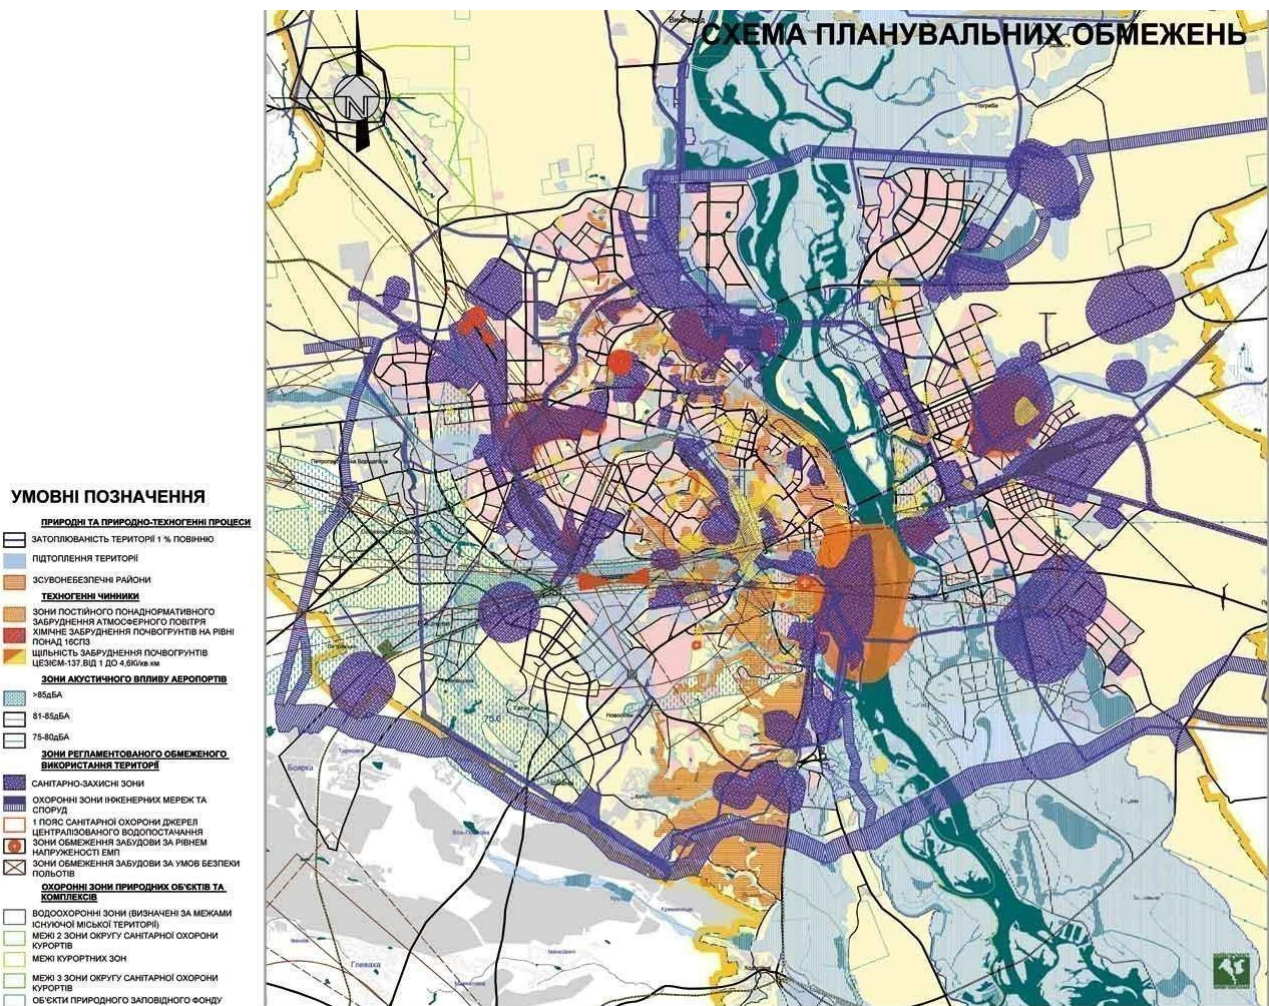 СХЕМА ПЛАНУВАЛЬНИХ ОБМЕЖЕНЬ
Вишгород
Погреби
N
УМОВНІ ПОЗНАЧЕННЯ
ПРИРОДНІ ТА ПРИРОДНО-ТЕХНОГЕННІ ПРОЦЕСИ
ЗАТОПЛЮВАНІСТЬ ТЕРИТОРІЇ 1 % ПОВІННЮ
ПІДТОПЛЕННЯ ТЕРИТОРІЇ
ЗСУВОНЕБЕЗПЕЧНІ РАЙОНИ
ТЕХНОГЕННІ ЧИННИКИ
ЗОНИ ПОСТІЙНОГО ПОНАДНОРМАТИВНОГО
ЗАБРУДНЕННЯ АТМОСФЕРНОГО ПОВІТРЯ
ХІМІЧНЕ ЗАБРУДНЕННЯ ПОЧВОГРУНТІВ НА РІВНІ
ПОНАД 16СПЗ
ЩІЛЬНІСТЬ ЗАБРУДНЕННЯ ПОЧВОГРУНТІВ
ЦЕЗІЄМ-137,ВІД 1 ДО 4,6Кі/кв.км
ЗОНИ АКУСТИЧНОГО ВПЛИВУ АЕРОПОРТІВ
>85дБА
81-85дБА
75-80дБА
ЗОНИ РЕГЛАМЕНТОВАНОГО ОБМЕЖЕНОГО
ВИКОРИСТАННЯ ТЕРИТОРІЇ
САНІТАРНО-ЗАХИСНІ ЗОНИ
ОХОРОННІ ЗОНИ ІНЖЕНЕРНИХ МЕРЕЖ ТА
СПОРУД
1 ПОЯС САНІТАРНОЇ ОХОРОНИ ДЖЕРЕЛ
ЦЕНТРАЛІЗОВАНОГО ВОДОПОСТАЧАННЯ
ЗОНИ ОБМЕЖЕННЯ ЗАБУДОВИ ЗА РІВНЕМ
НАПРУЖЕНОСТІ ЕМП
ЗОНИ ОБМЕЖЕННЯ ЗАБУДОВИ ЗА УМОВ БЕЗПЕКИ
ПОЛЬОТІВ
ОХОРОННІ ЗОНИ ПРИРОДНИХ ОБ'ЄКТІВ ТА
КОМПЛЕКСІВ
ВОДООХОРОННІ ЗОНИ (ВИЗНАЧЕНІ ЗА МЕЖАМИ
ІСНУЮЧОЇ МІСЬКОЇ ТЕРИТОРІЇ)
МЕЖІ 2 ЗОНИ ОКРУГУ САНІТАРНОЇ ОХОРОНИ
КУРОРТІВ
МЕЖІ КУРОРТНИХ ЗОН
МЕЖІ 3 ЗОНИ ОКРУГУ САНІТАРНОЇ ОХОРОНИ
КУРОРТІВ
ОБ'ЄКТИ ПРИРОДНОГО ЗАПОВІДНОГО ФОНДУ
Боярка
Глеваха